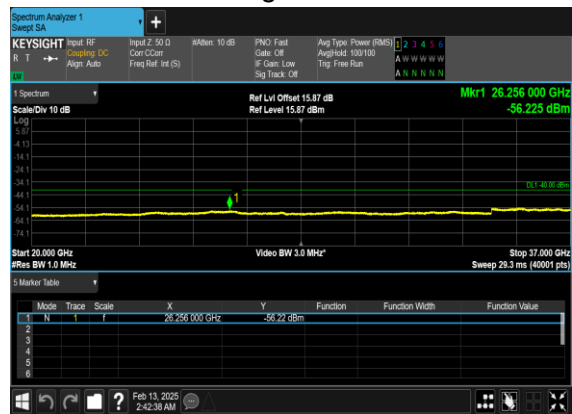 Spectrum Analyzer 1
Swept SA
KEYSIGHT Input: RF Input Z: 50 Ω #Atten: 10 dB PNO: Fast Avg Type: Power (RMS) 1 2 3 4 5 6
R T Coupling: DC Corr CCorr Gate: Off Avg|Hold: 100/100 A W W W W W
Align: Auto Freq Ref: Int (S) IF Gain: Low Trig: Free Run
Sig Track: Off A N N N N N
LW
1 Spectrum Ref Lvl Offset 15.87 dB Mkr1 26.256 000 GHz
Scale/Div 10 dB Ref Level 15.87 dBm -56.225 dBm
Log
5.87
-4.13
-14.1
-24.1
-34.1 DL1 -40.00 dBm
-44.1 1
-54.1
-64.1
-74.1
Start 20.000 GHz Video BW 3.0 MHz* Stop 37.000 GHz
#Res BW 1.0 MHz Sweep 29.3 ms (40001 pts)
5 Marker Table
Mode Trace Scale X Y Function Function Width Function Value
1 N 1 f 26.256 000 GHz -56.22 dBm
2
3
4
5
6
? Feb 13, 2025
2:42:38 AM